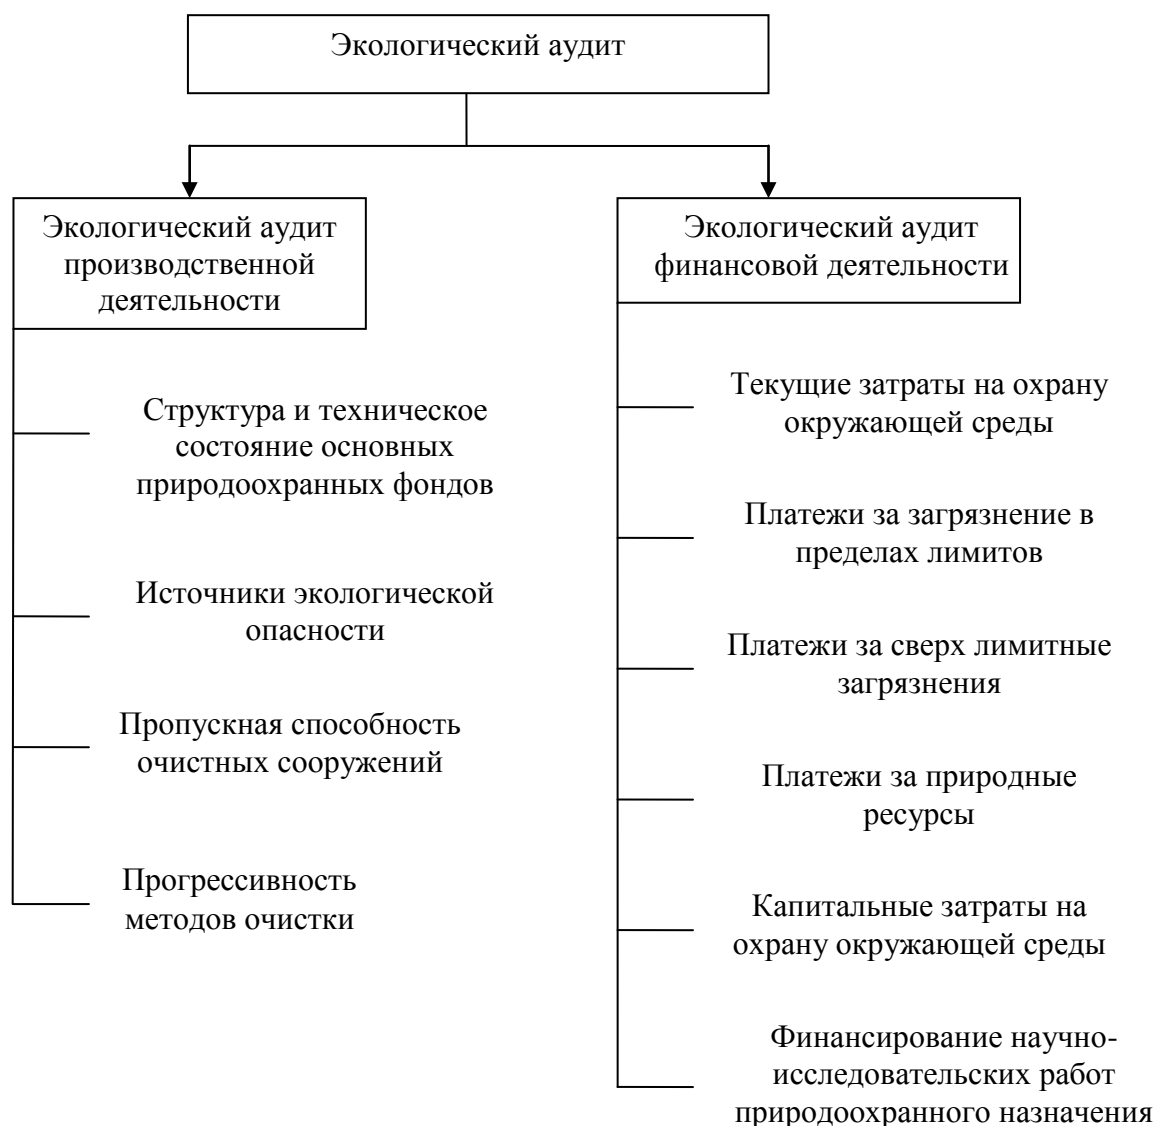 Экологический аудит
Экологический аудит
производственной
деятельности
Структура и техническое
состояние основных
природоохранных фондов
Источники экологической
опасности
Пропускная способность
очистных сооружений
Прогрессивность
методов очистки
Экологический аудит
финансовой деятельности
Текущие затраты на охрану
окружающей среды
Платежи за загрязнение в
пределах лимитов
Платежи за сверх лимитные
загрязнения
Платежи за природные
ресурсы
Капитальные затраты на
охрану окружающей среды
Финансирование научно-
исследовательских работ
природоохранного назначения